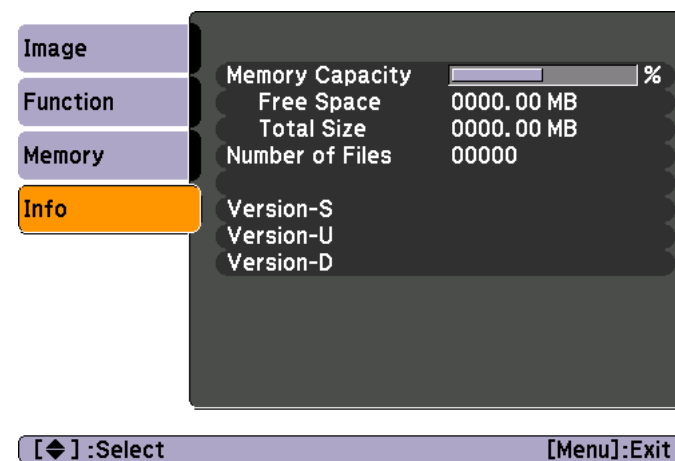 Image
Function
Memory
Info
Memory Capacity %
Free Space 0000.00 MB
Total Size 0000.00 MB
Number of Files 00000
Version-S
Version-U
Version-D
[◆] :Select [Menu]:Exit